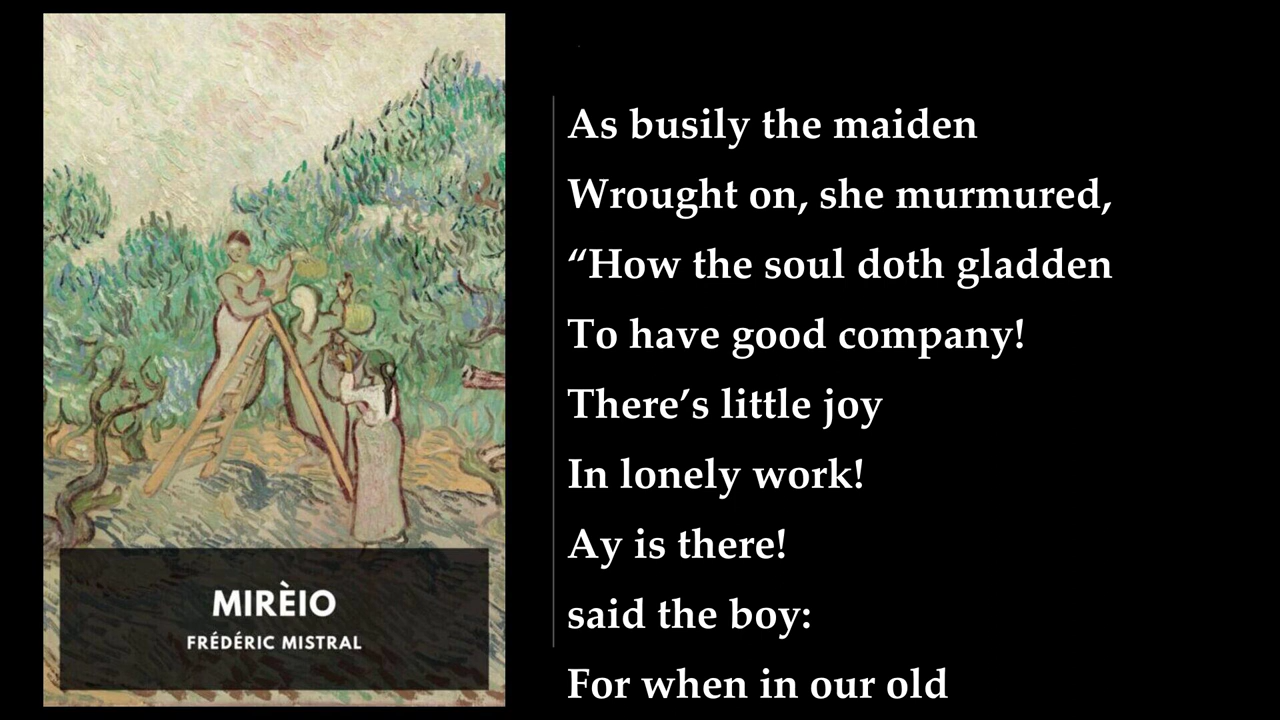 MIRÈIO
FRÉDÉRIC MISTRAL
As busily the maiden
Wrought on, she murmured,
“How the soul doth gladden
To have good company!
There’s little joy
In lonely work!
Ay is there!
said the boy:
For when in our old